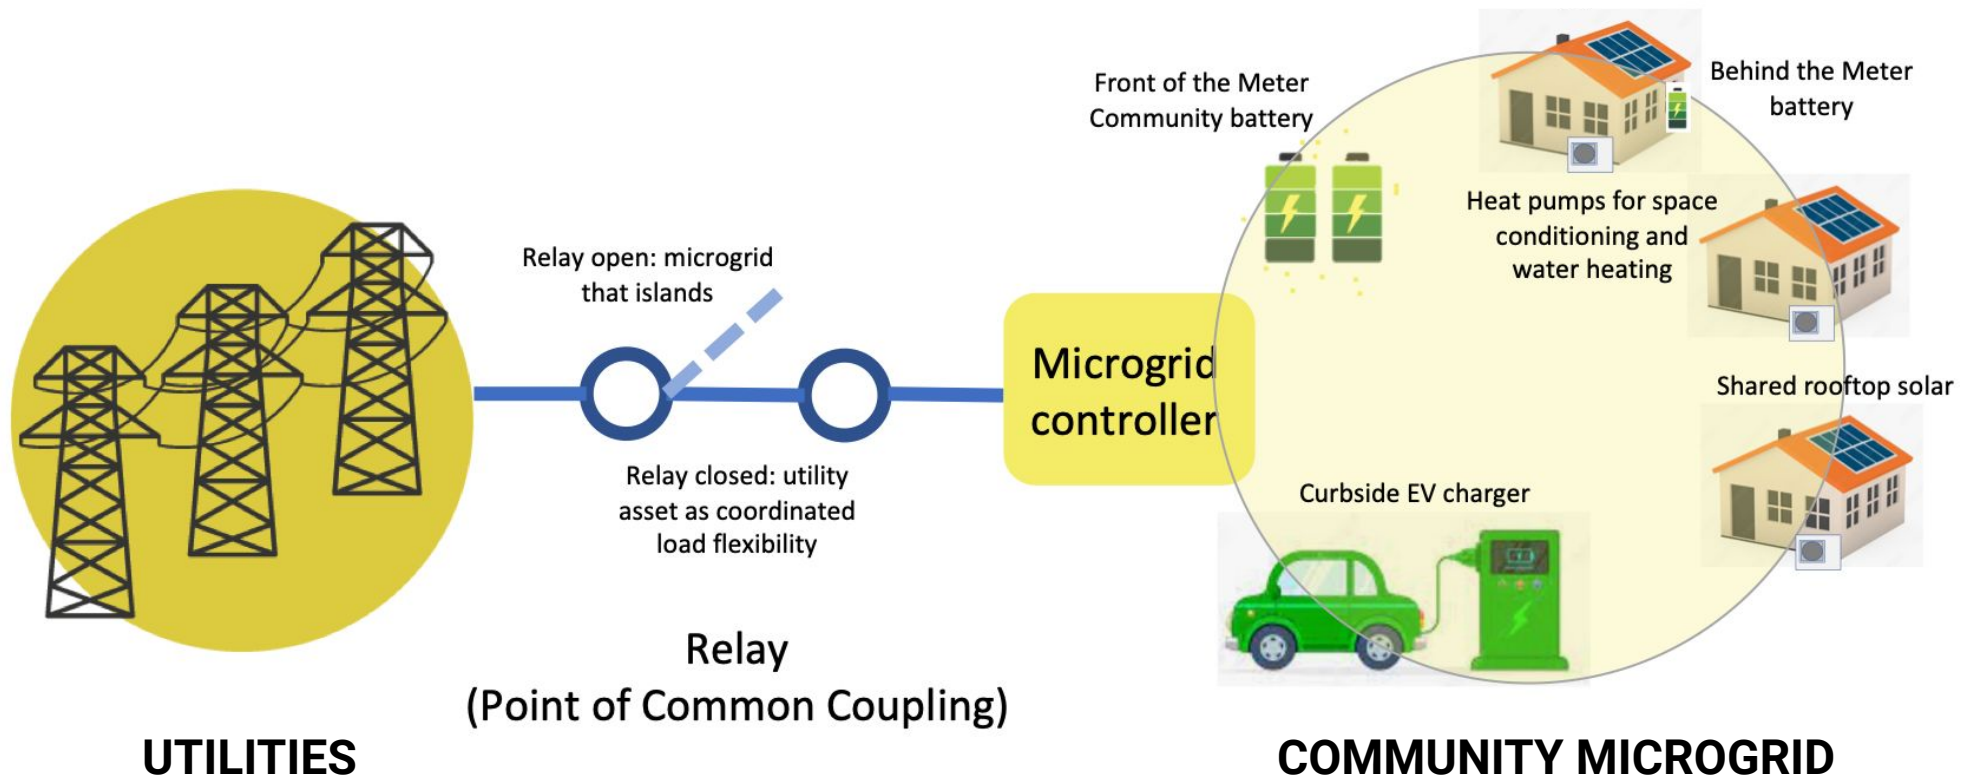 Front of the Meter
Community battery
Behind the Meter
battery
Heat pumps for space
conditioning and
water heating
Relay open: microgrid
that islands
Microgrid
controller
Shared rooftop solar
Relay closed: utility
asset as coordinated
load flexibility
Curbside EV charger
Relay
(Point of Common Coupling)
UTILITIES
COMMUNITY MICROGRID